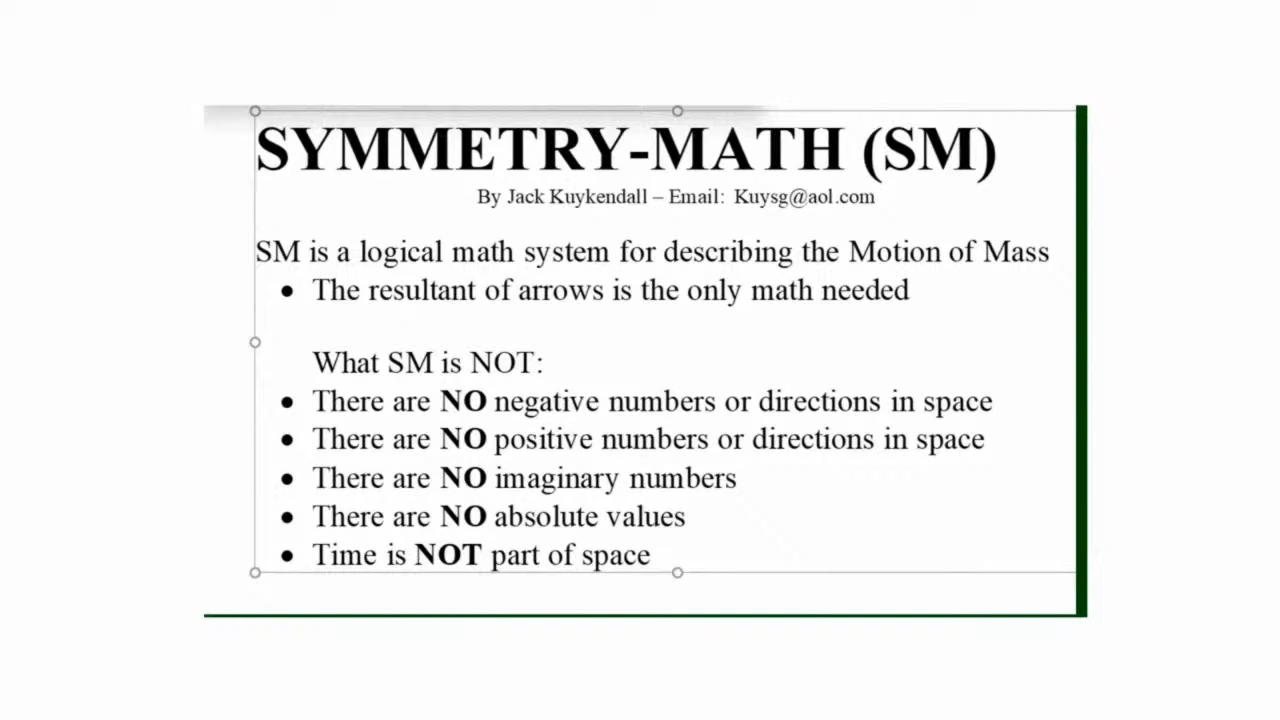 SYMMETRY-MATH (SM)
By Jack Kuykendall – Email: Kuysg@aol.com
SM is a logical math system for describing the Motion of Mass
• The resultant of arrows is the only math needed
What SM is NOT:
• There are NO negative numbers or directions in space
• There are NO positive numbers or directions in space
• There are NO imaginary numbers
• There are NO absolute values
• Time is NOT part of space